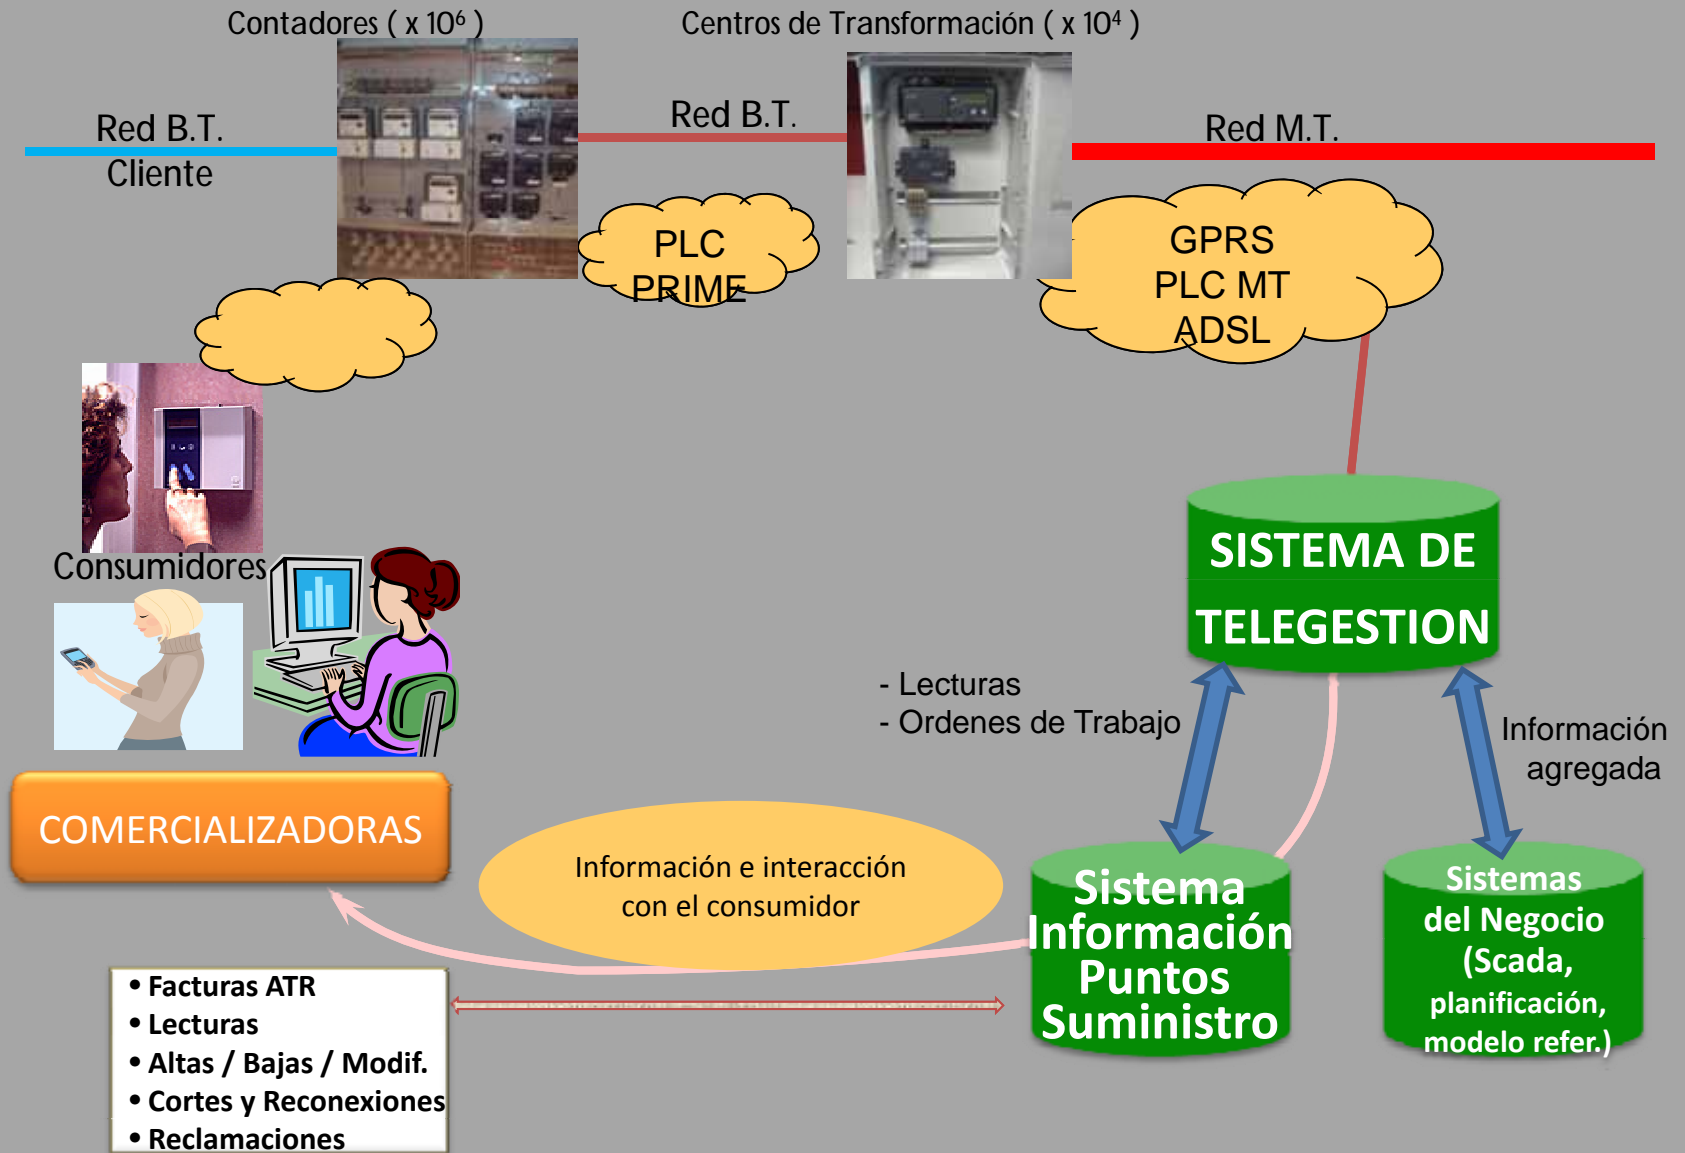 Contadores ( x 10⁶ )
Centros de Transformación ( x 10⁴ )
Red B.T.
Cliente
Red B.T.
Red M.T.
PLC
PRIME
GPRS
PLC MT
ADSL
Consumidores
SISTEMA DE
TELEGESTION
- Lecturas
- Ordenes de Trabajo
Información
agregada
COMERCIALIZADORAS
Información e interacción
con el consumidor
Sistema
Información
Puntos
Suministro
Sistemas
del Negocio
(Scada,
planificación,
modelo refer.)
• Facturas ATR
• Lecturas
• Altas / Bajas / Modif.
• Cortes y Reconexiones
• Reclamaciones